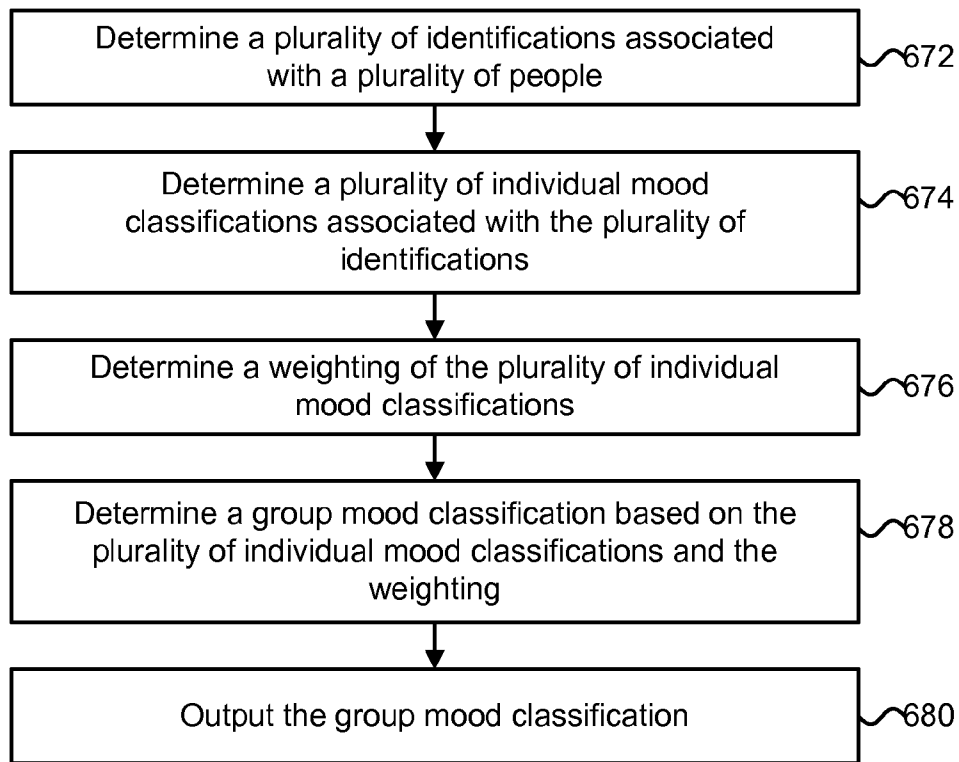 Determine a plurality of identifications associated
with a plurality of people
672
Determine a plurality of individual mood
classifications associated with the plurality of
identifications
674
Determine a weighting of the plurality of individual
mood classifications
676
Determine a group mood classification based on the
plurality of individual mood classifications and the
weighting
678
Output the group mood classification
680